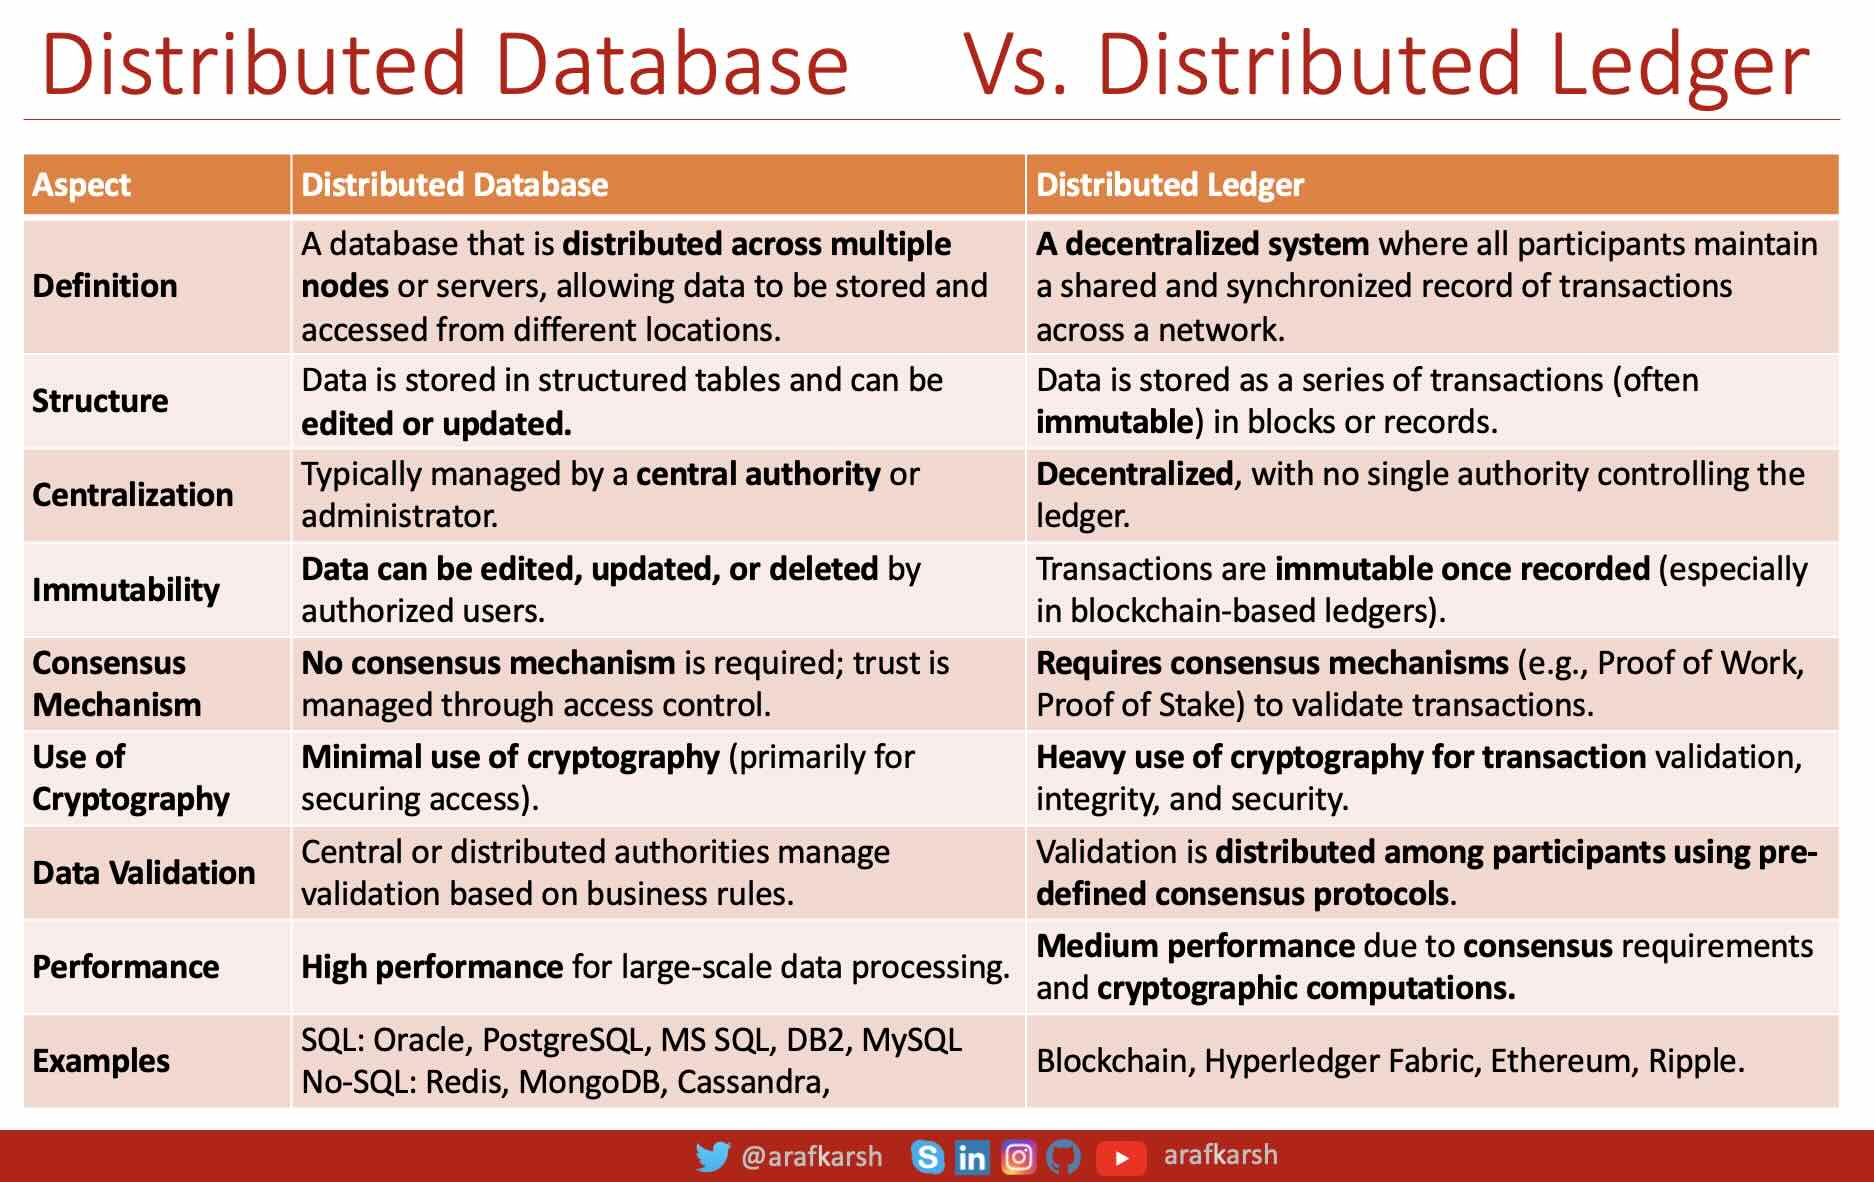 Distributed Database Vs. Distributed Ledger
Aspect
Distributed Database
Distributed Ledger
Definition
A database that is distributed across multiple
nodes or servers, allowing data to be stored and
accessed from different locations.
A decentralized system where all participants maintain
a shared and synchronized record of transactions
across a network.
Structure
Data is stored in structured tables and can be
edited or updated.
Data is stored as a series of transactions (often
immutable) in blocks or records.
Centralization
Typically managed by a central authority or
administrator.
Decentralized, with no single authority controlling the
ledger.
Immutability
Data can be edited, updated, or deleted by
authorized users.
Transactions are immutable once recorded (especially
in blockchain-based ledgers).
Consensus
Mechanism
No consensus mechanism is required; trust is
managed through access control.
Requires consensus mechanisms (e.g., Proof of Work,
Proof of Stake) to validate transactions.
Use of
Cryptography
Minimal use of cryptography (primarily for
securing access).
Heavy use of cryptography for transaction validation,
integrity, and security.
Data Validation
Central or distributed authorities manage
validation based on business rules.
Validation is distributed among participants using pre-
defined consensus protocols.
Performance
High performance for large-scale data processing.
Medium performance due to consensus requirements
and cryptographic computations.
Examples
SQL: Oracle, PostgreSQL, MS SQL, DB2, MySQL
No-SQL: Redis, MongoDB, Cassandra,
Blockchain, Hyperledger Fabric, Ethereum, Ripple.
@arafkarsh
arafkarsh